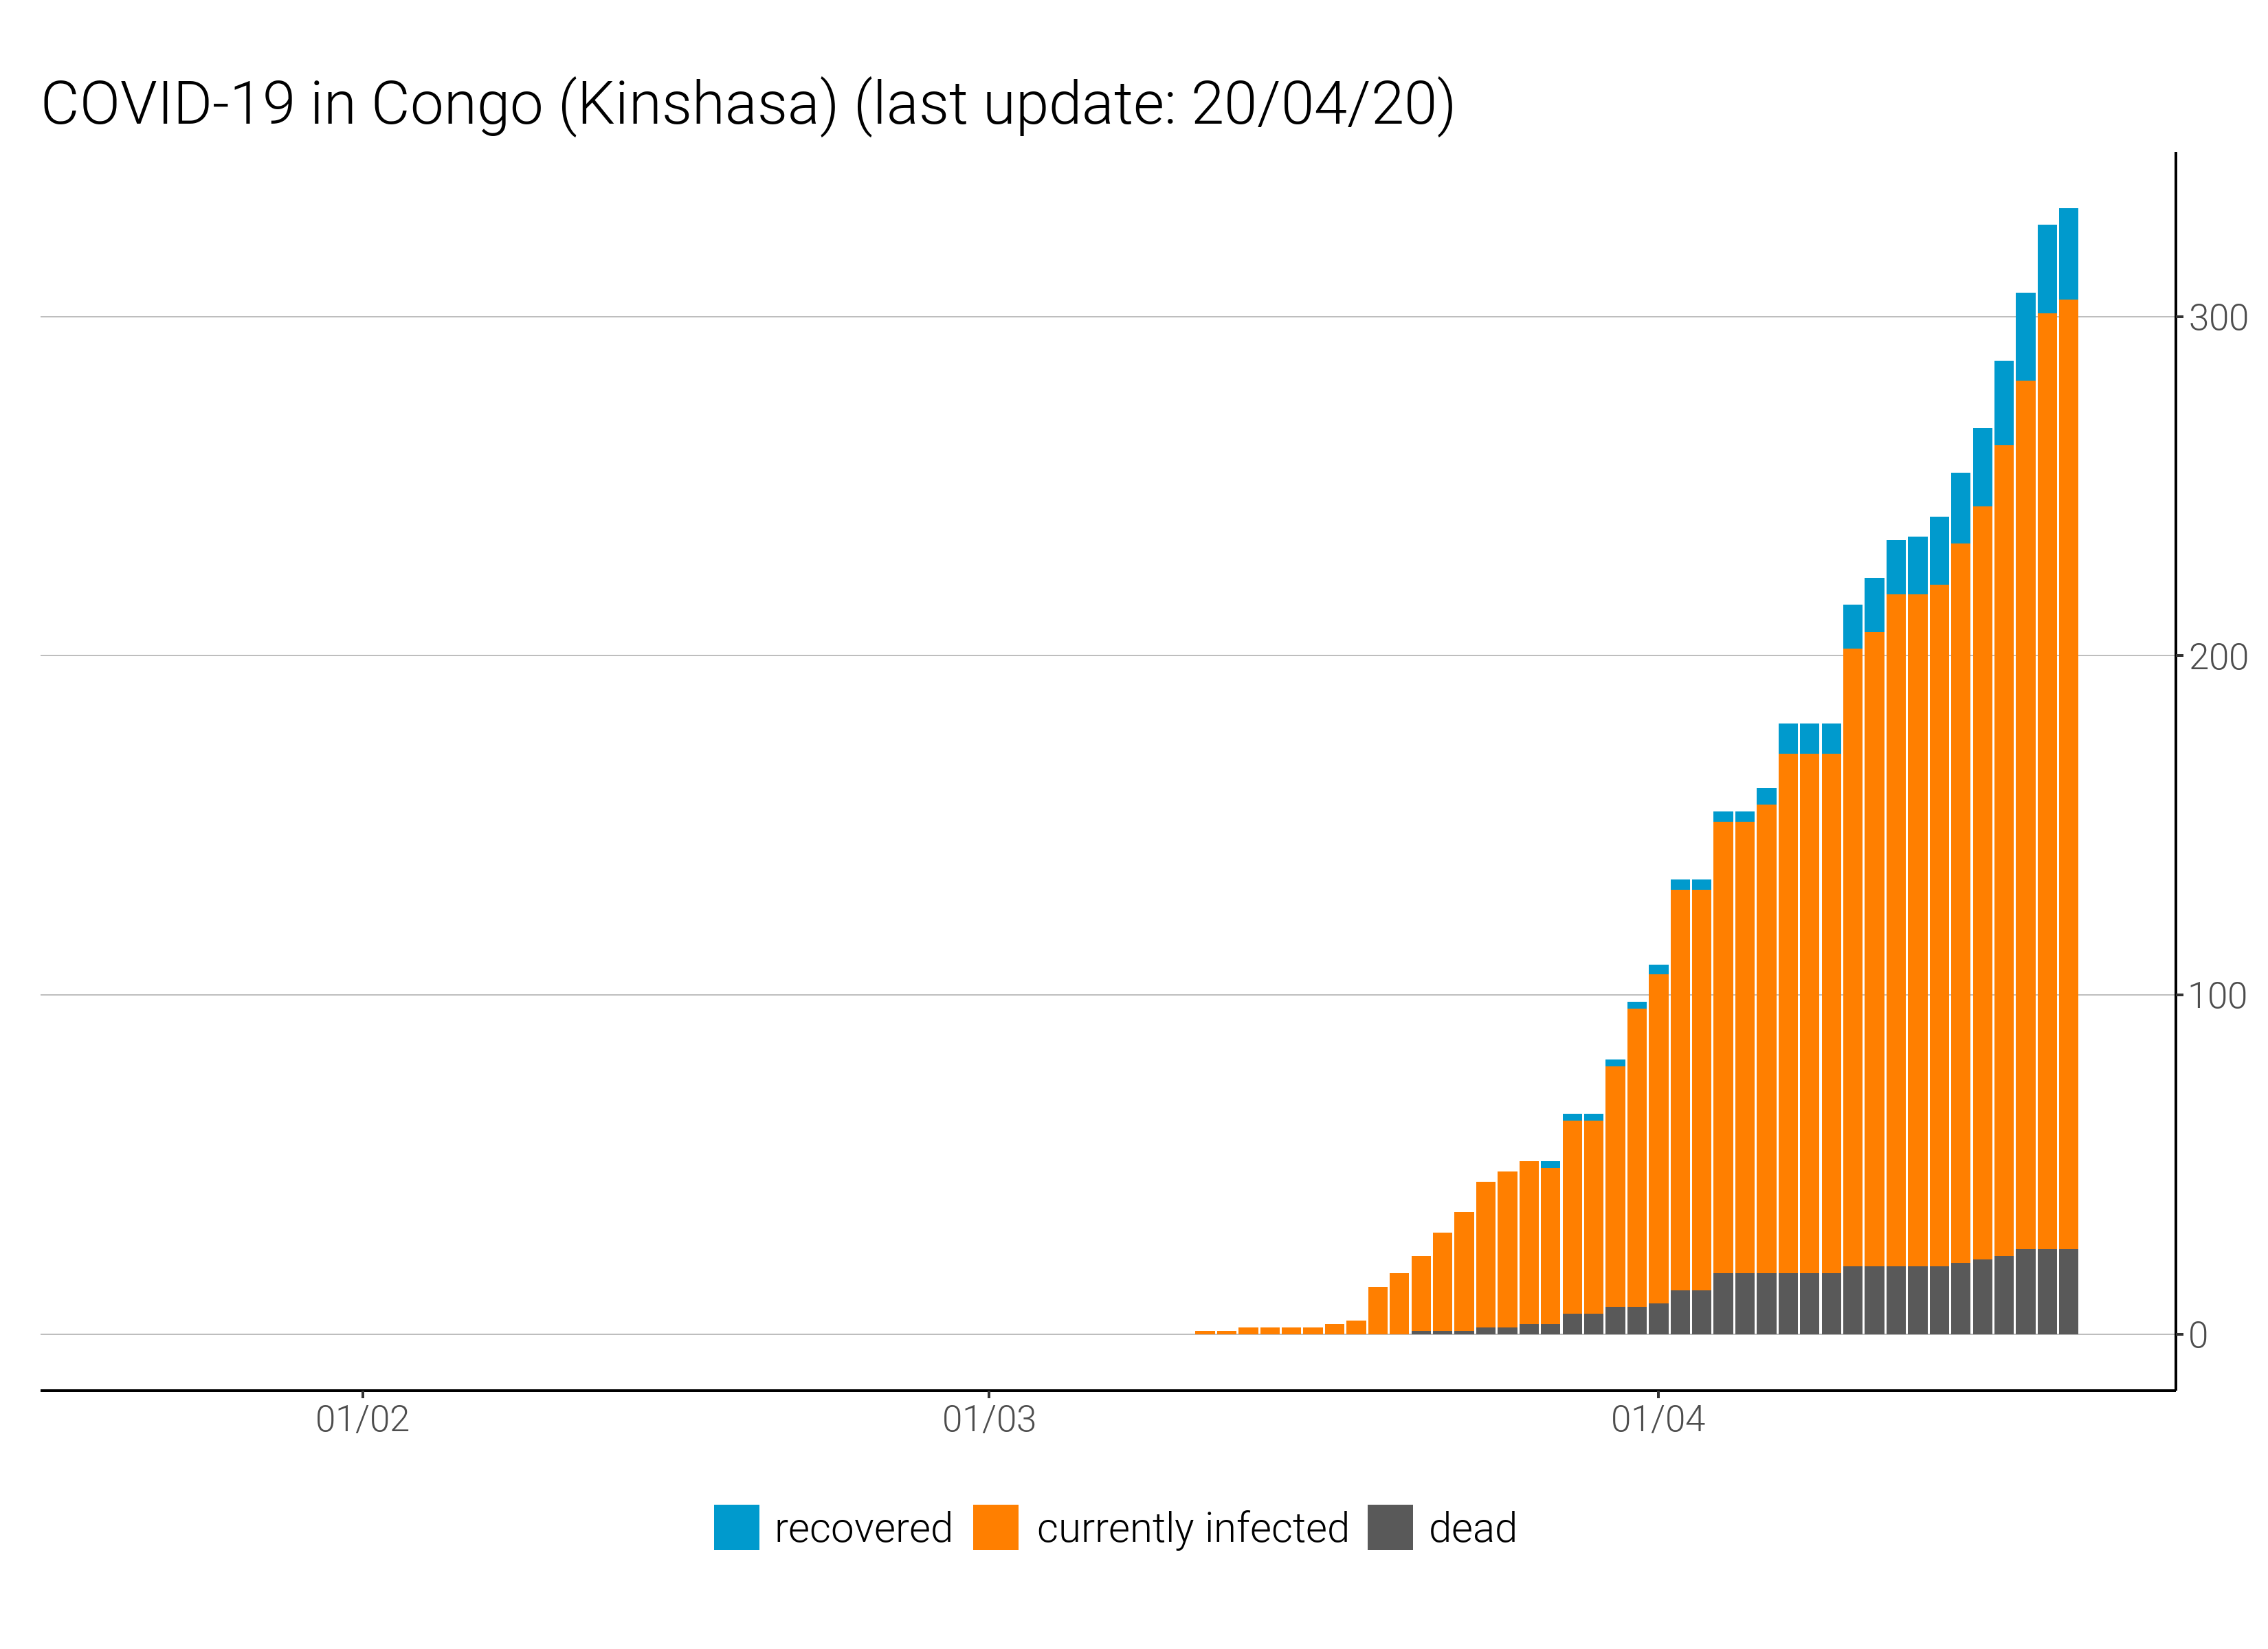 COVID-19 in Congo (Kinshasa) (last update: 20/04/20)
300
200
100
0
01/02 01/03 01/04
recovered currently infected dead